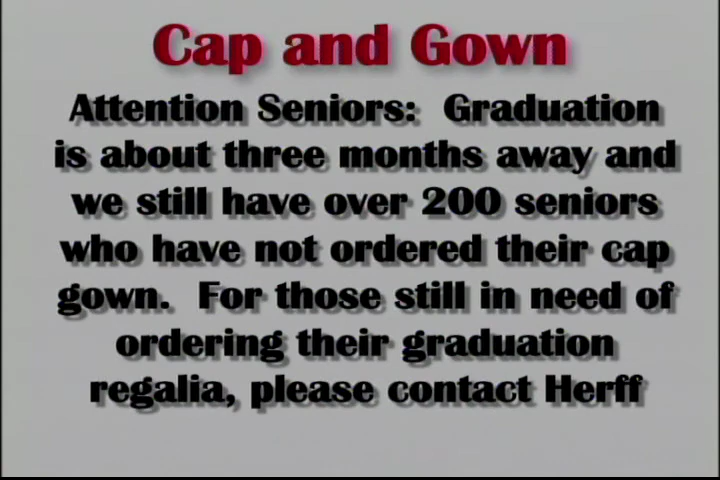 Cap and Gown
Attention Seniors: Graduation
is about three months away and
we still have over 200 seniors
who have not ordered their cap
gown. For those still in need of
ordering their graduation
regalia, please contact Herff